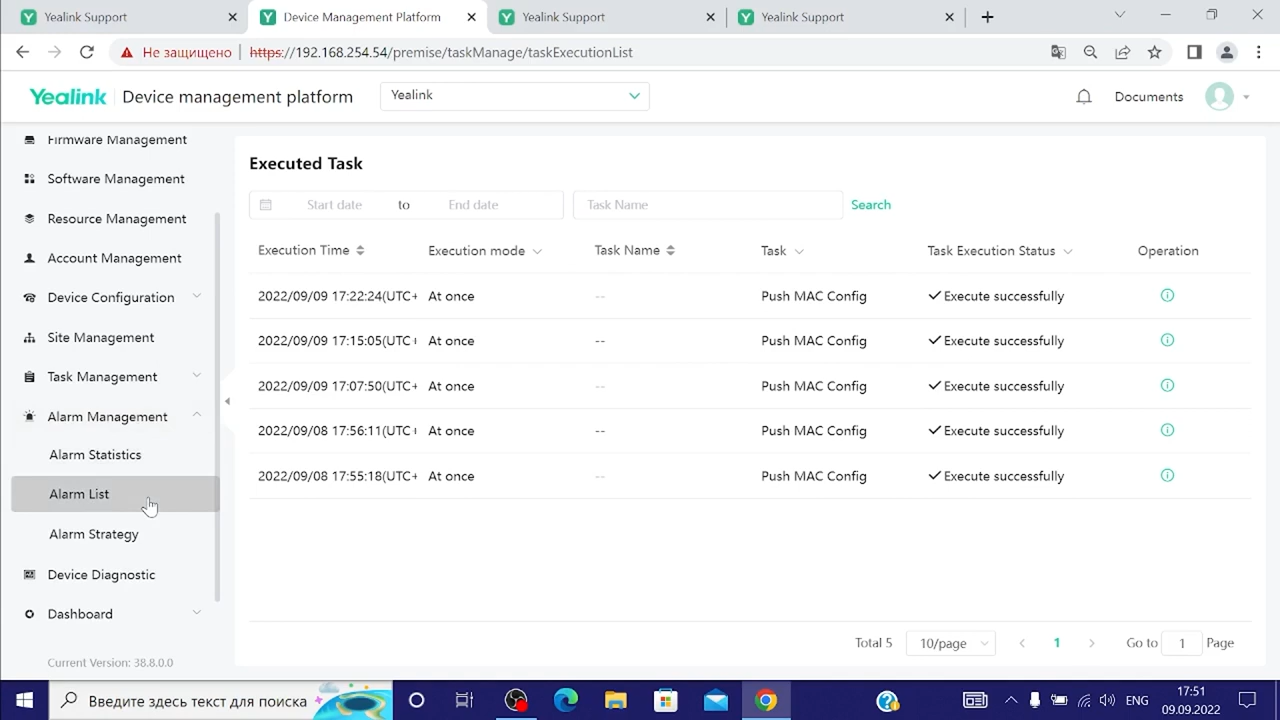 Yealink Support
Device Management Platform
Yealink Support
Yealink Support
Не защищено
https://192.168.254.54/premise/taskManage/taskExecutionList
Yealink
Device management platform
Yealink
Documents
Firmware Management
Software Management
Resource Management
Account Management
Device Configuration
Site Management
Task Management
Alarm Management
Alarm Statistics
Alarm List
Alarm Strategy
Device Diagnostic
Dashboard
Current Version: 38.8.0.0
Executed Task
Start date to End date
Task Name
Search
Execution Time Execution mode Task Name Task Task Execution Status Operation
2022/09/09 17:22:24(UTC+ At once -- Push MAC Config Execute successfully
2022/09/09 17:15:05(UTC+ At once -- Push MAC Config Execute successfully
2022/09/09 17:07:50(UTC+ At once -- Push MAC Config Execute successfully
2022/09/08 17:56:11(UTC+ At once -- Push MAC Config Execute successfully
2022/09/08 17:55:18(UTC+ At once -- Push MAC Config Execute successfully
Total 5 10/page 1 Go to 1 Page
Введите здесь текст для поиска
ENG
17:51
09.09.2022